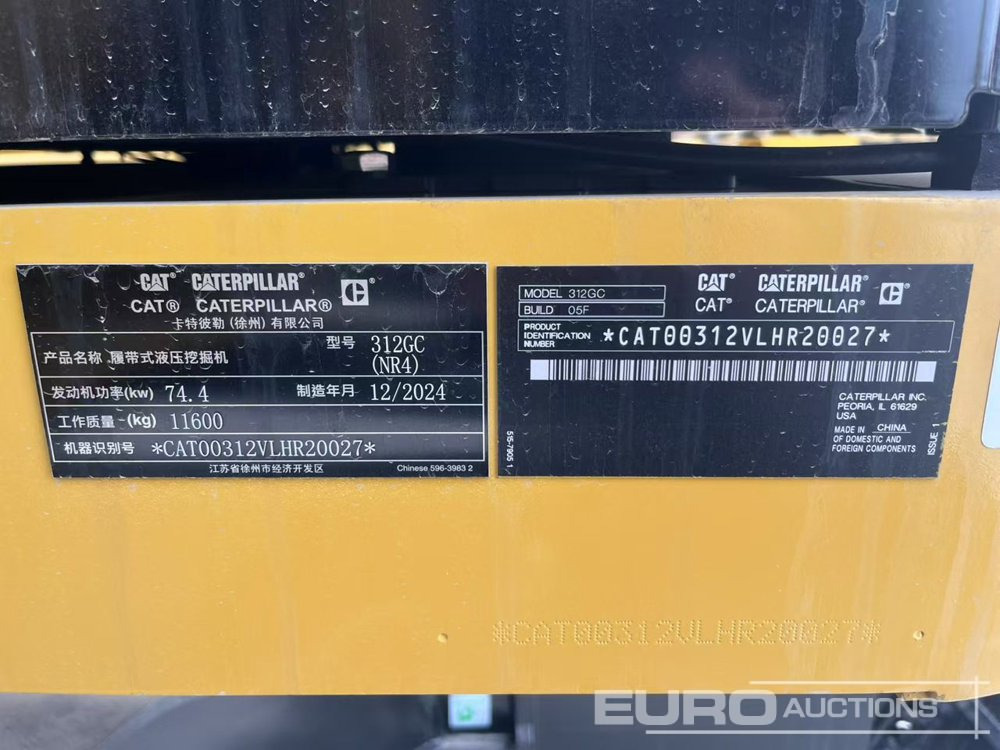 CAT® CATERPILLAR®
CAT® CATERPILLAR®
卡特彼勒(徐州)有限公司
产品名称 履带式液压挖掘机 型号 312GC
(NR4)
发动机功率(kw) 74.4 制造年月 12/2024
工作质量 (kg) 11600
机器识别号 *CAT00312VLHR20027*
江苏省徐州市经济开发区 Chinese 596-3983 2
CAT® CATERPILLAR®
CAT® CATERPILLAR®
MODEL 312GC
BUILD 05F
PRODUCT
IDENTIFICATION
NUMBER
*CAT00312VLHR20027*
CATERPILLAR INC.
PEORIA, IL 61629
USA
MADE IN CHINA
OF DOMESTIC AND
FOREIGN COMPONENTS
515-7905 1
ISSUE 1
*CAT00312VLHR20027*
EURO AUCTIONS